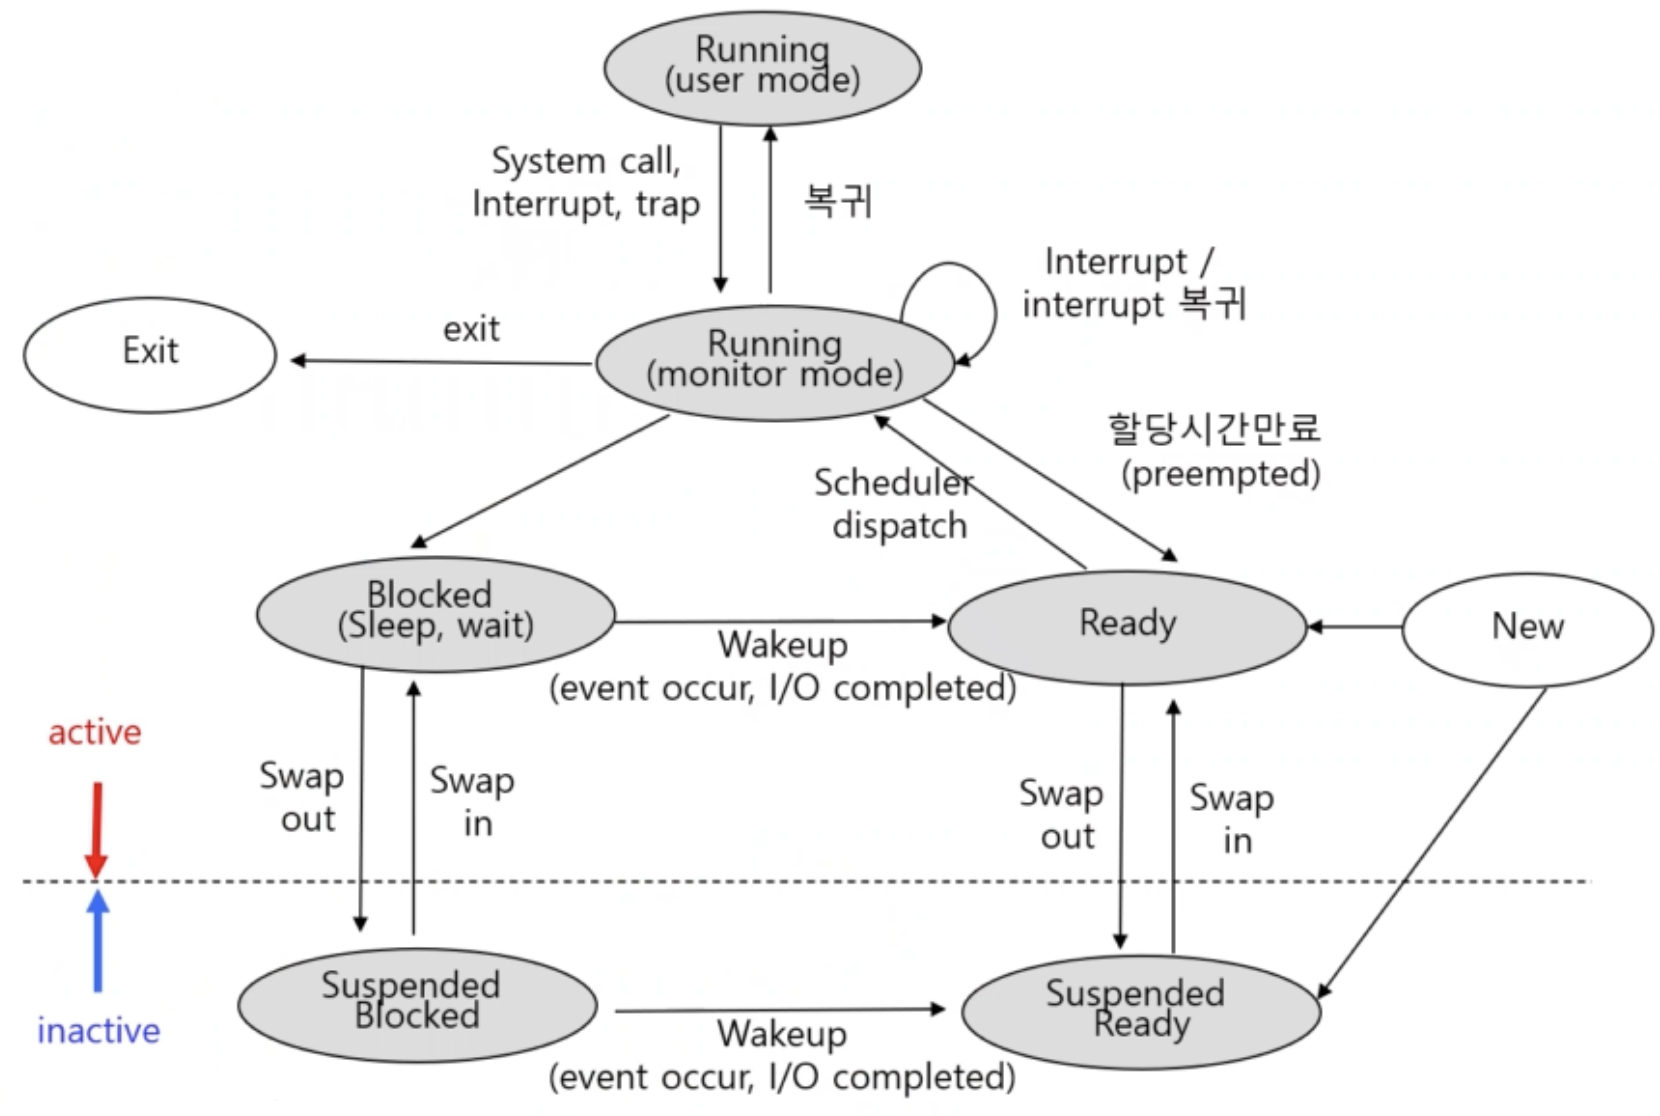 Running
(user mode)
System call,
Interrupt, trap
복귀
Interrupt /
interrupt 복귀
Exit
exit
Running
(monitor mode)
할당시간만료
(preempted)
Scheduler
dispatch
Blocked
(Sleep, wait)
Wakeup
(event occur, I/O completed)
Ready
New
active
Swap
out
Swap
in
Swap
out
Swap
in
inactive
Suspended
Blocked
Wakeup
(event occur, I/O completed)
Suspended
Ready